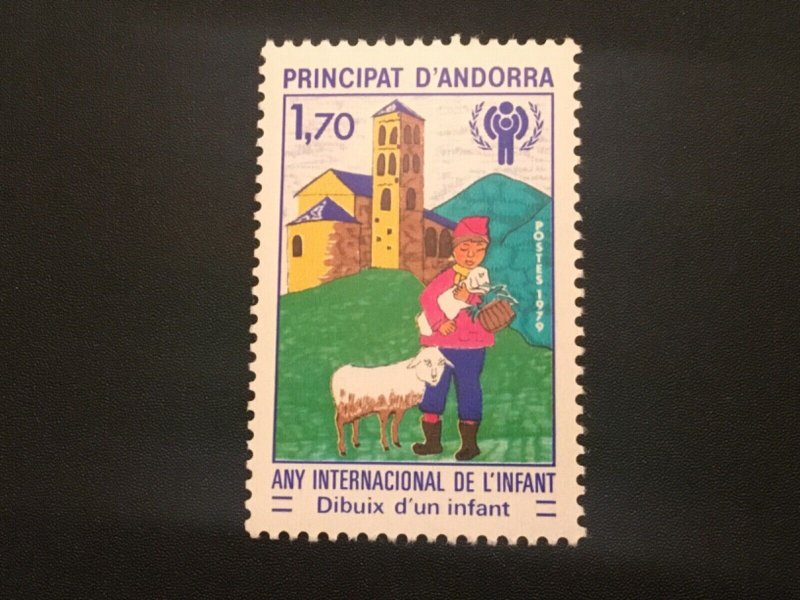 PRINCIPAT D'ANDORRA
1,70
POSTES 1979
ANY INTERNACIONAL DE L'INFANT
Dibuix d'un infant